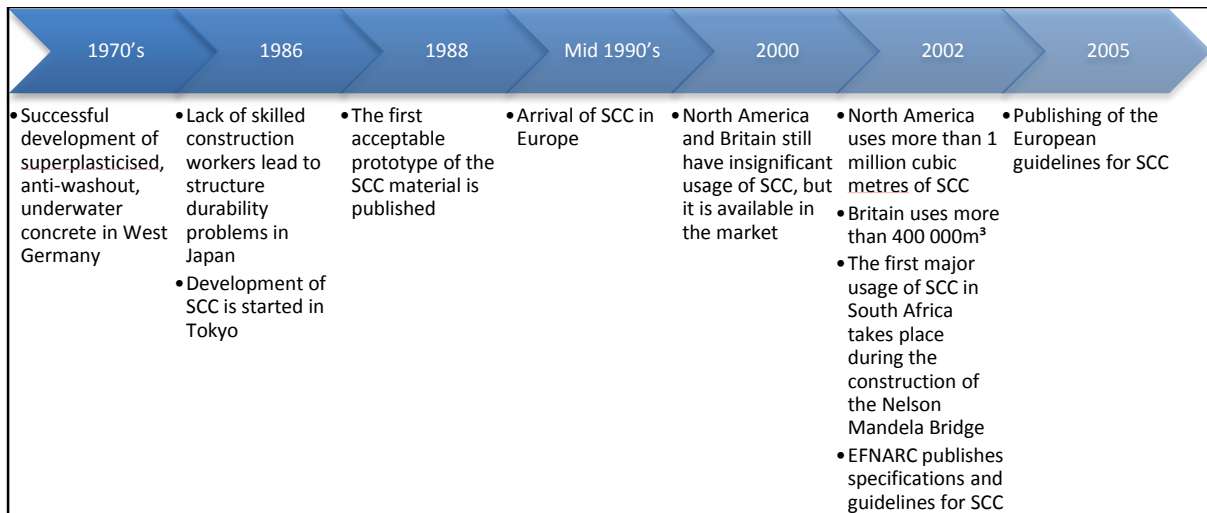 1970's
1986
1988
Mid 1990's
2000
2002
2005
•Successful
development of
superplasticised,
anti-washout,
underwater
concrete in West
Germany
•Lack of skilled
construction
workers lead to
structure
durability
problems in
Japan
•Development of
SCC is started in
Tokyo
•The first
acceptable
prototype of the
SCC material is
published
•Arrival of SCC in
Europe
•North America
and Britain still
have insignificant
usage of SCC, but
it is available in
the market
•North America
uses more than 1
million cubic
metres of SCC
•Britain uses more
than 400 000m³
•The first major
usage of SCC in
South Africa
takes place
during the
construction of
the Nelson
Mandela Bridge
•EFNARC publishes
specifications and
guidelines for SCC
•Publishing of the
European
guidelines for SCC